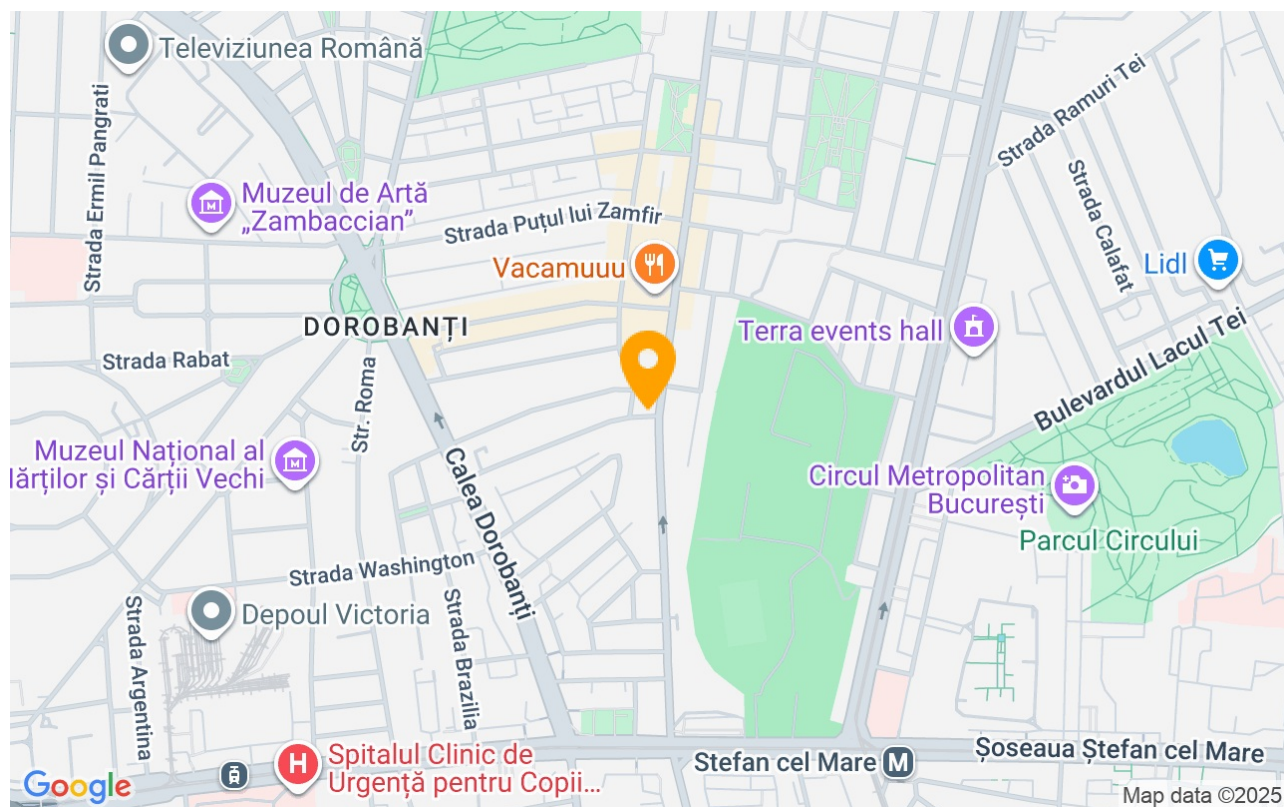 Televiziunea Română
Strada Ermil Pangrati
Muzeul de Artă
„Zambaccian”
Strada Puțul lui Zamfir
Vacamuuu
Strada Ramuri Tei
Strada Calafat
Lidl
DOROBANȚI
Terra events hall
Strada Rabat
Str. Roma
Bulevardul Lacul Tei
Muzeul Național al
Hărților și Cărții Vechi
Calea Dorobanți
Circul Metropolitan
București
Parcul Circului
Strada Washington
Depoul Victoria
Strada Argentina
Strada Brazilia
Ștefan cel Mare
M
Șoseaua Ștefan cel Mare
H
Spitalul Clinic de
Urgență pentru Copii...
Google
Map data ©2025